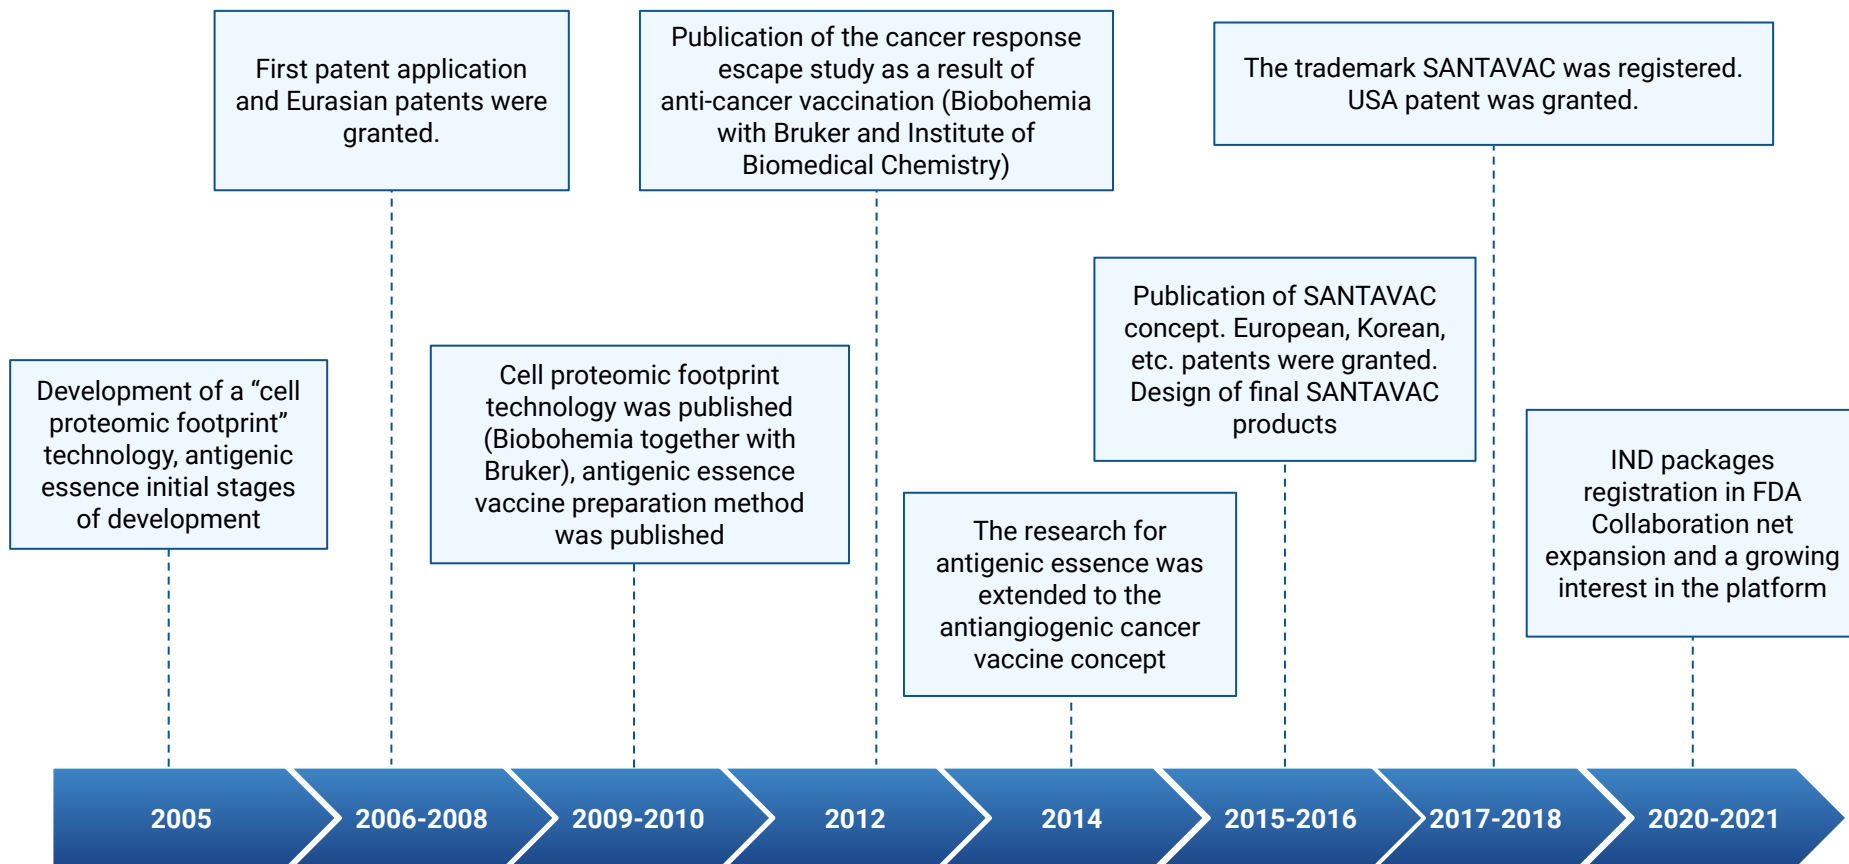 First patent application
and Eurasian patents were
granted.
Publication of the cancer response
escape study as a result of
anti-cancer vaccination (Biobohemia
with Bruker and Institute of
Biomedical Chemistry)
The trademark SANTAVAC was registered.
USA patent was granted.
Development of a “cell
proteomic footprint”
technology, antigenic
essence initial stages
of development
Cell proteomic footprint
technology was published
(Biobohemia together with
Bruker), antigenic essence
vaccine preparation method
was published
The research for
antigenic essence was
extended to the
antiangiogenic cancer
vaccine concept
Publication of SANTAVAC
concept. European, Korean,
etc. patents were granted.
Design of final SANTAVAC
products
IND packages
registration in FDA
Collaboration net
expansion and a growing
interest in the platform
2005
2006-2008
2009-2010
2012
2014
2015-2016
2017-2018
2020-2021